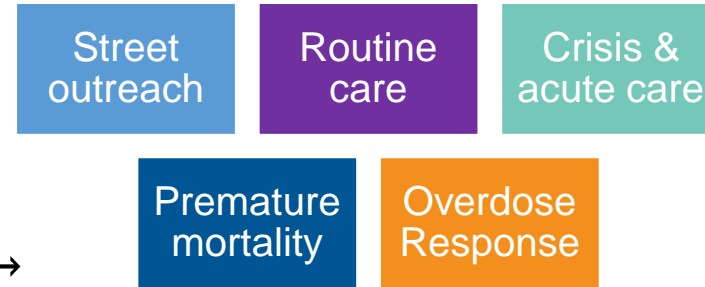 Street
outreach
Routine
care
Crisis &
acute care
Premature
mortality
Overdose
Response
→